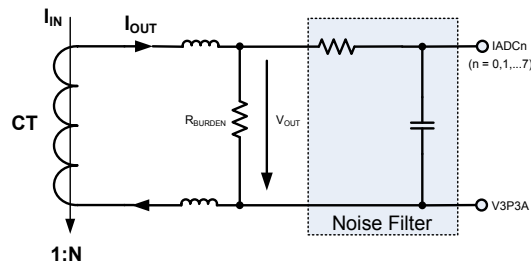 IIN
IOUT
IADCn
(n = 0,1,...7)
CT
RBURDEN
VOUT
V3P3A
Noise Filter
1:N